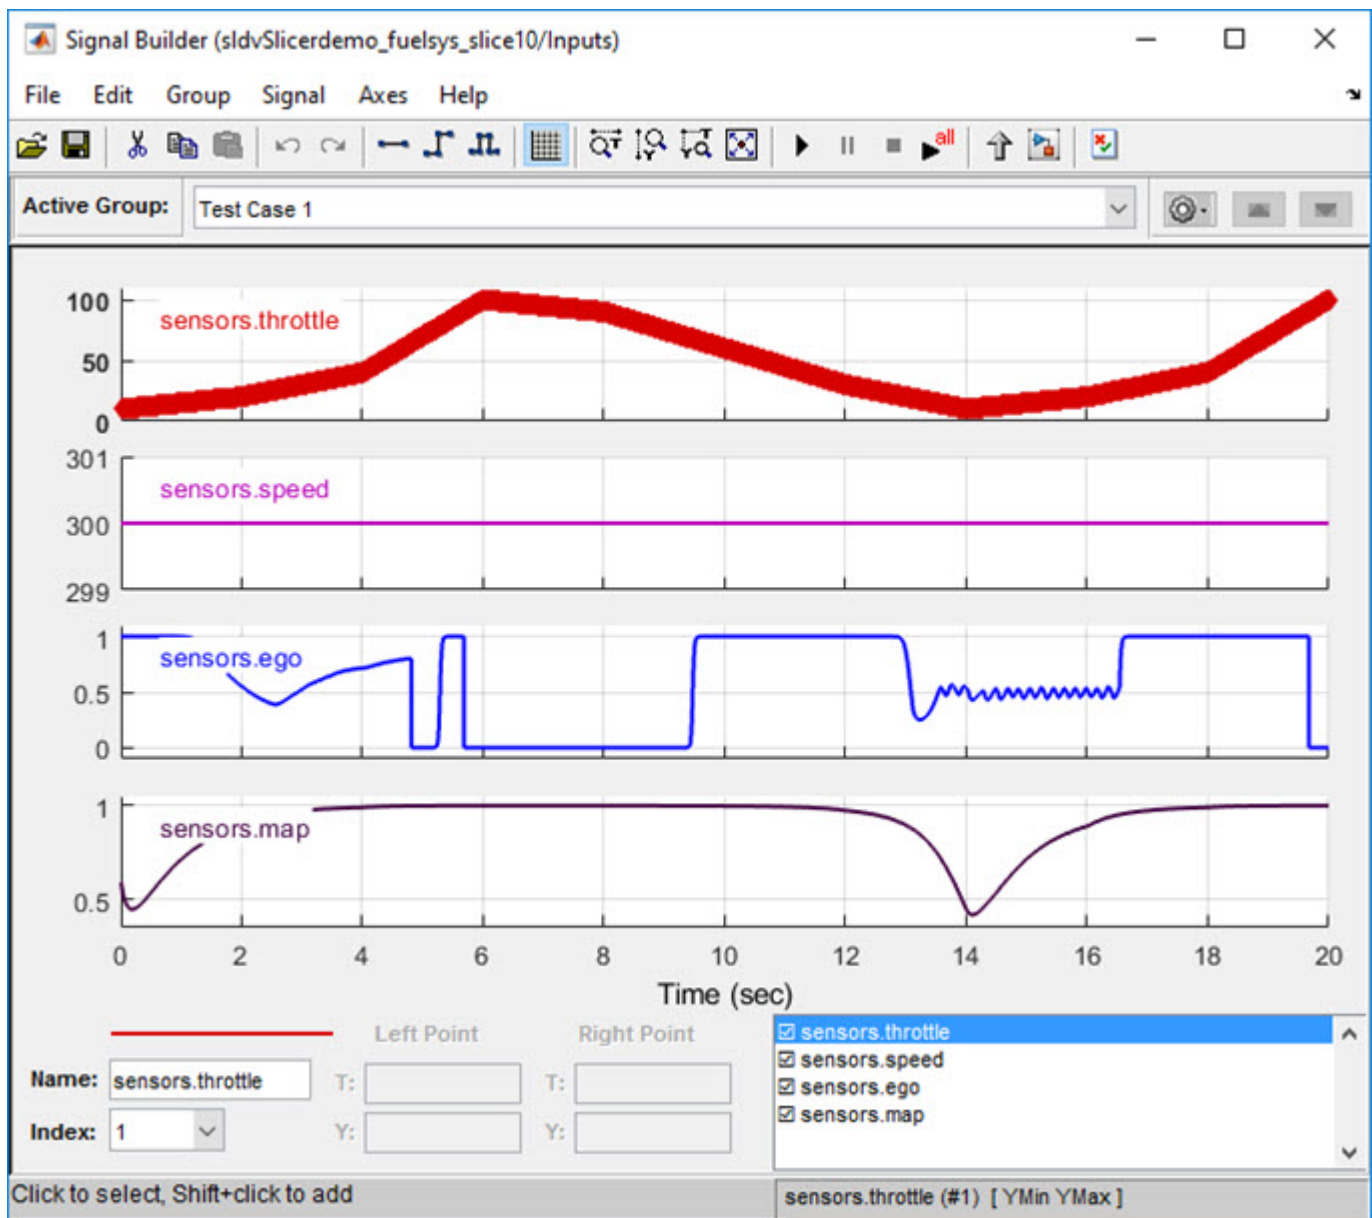 Signal Builder (sldvSlicerdemo_fuelsys_slice10/Inputs)
File Edit Group Signal Axes Help
all
Active Group: Test Case 1
100
50
0
sensors.throttle
301
300
299
sensors.speed
1
0.5
0
sensors.ego
1
0.5
sensors.map
0 2 4 6 8 10 12 14 16 18 20
Time (sec)
Left Point Right Point
Name: sensors.throttle T: T:
Index: 1 Y: Y:
sensors.throttle
sensors.speed
sensors.ego
sensors.map
Click to select, Shift+click to add
sensors.throttle (#1) [ YMin YMax ]